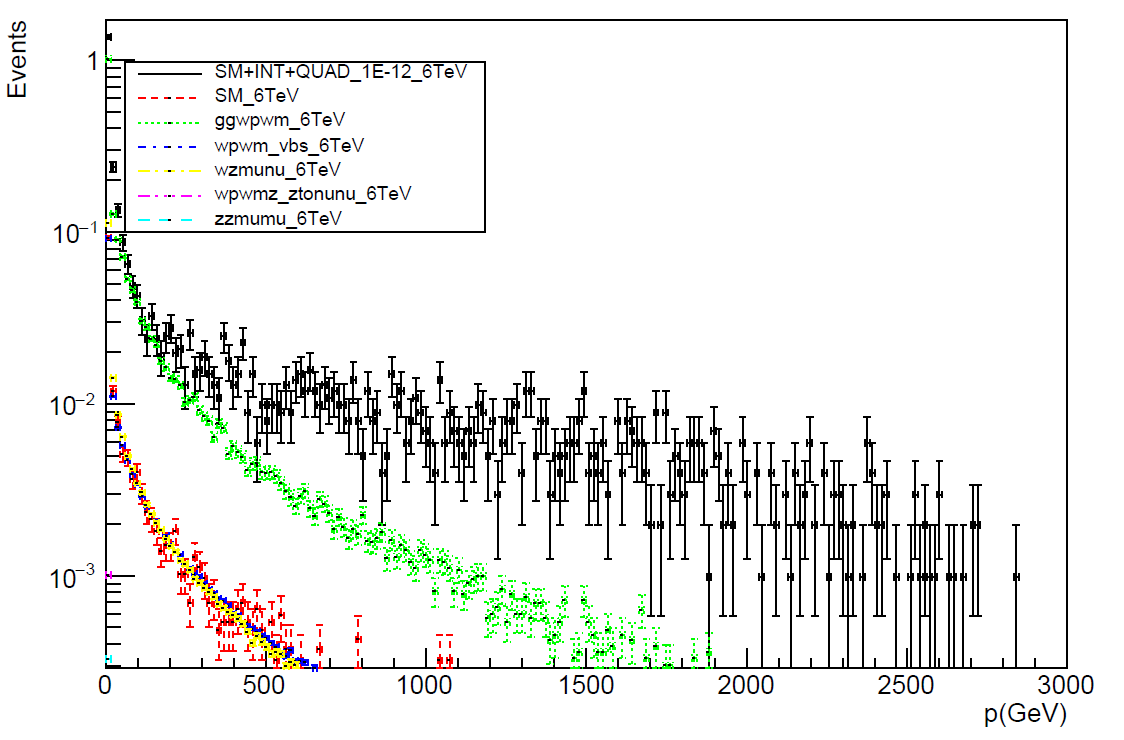 Events
1
10⁻¹
10⁻²
10⁻³
SM+INT+QUAD_1E-12_6TeV
SM_6TeV
ggwpwm_6TeV
wpwm_vbs_6TeV
wzmunu_6TeV
wpwmz_ztonunu_6TeV
zzmumu_6TeV
0 500 1000 1500 2000 2500 3000
p(GeV)